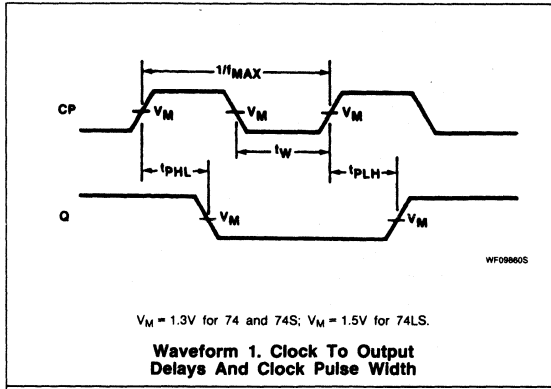 1/fMAX
CP
VM
VM
VM
tW
tPHL
tPLH
Q
VM
VM
WF09860S
VM = 1.3V for 74 and 74S; VM = 1.5V for 74LS.
Waveform 1. Clock To Output
Delays And Clock Pulse Width